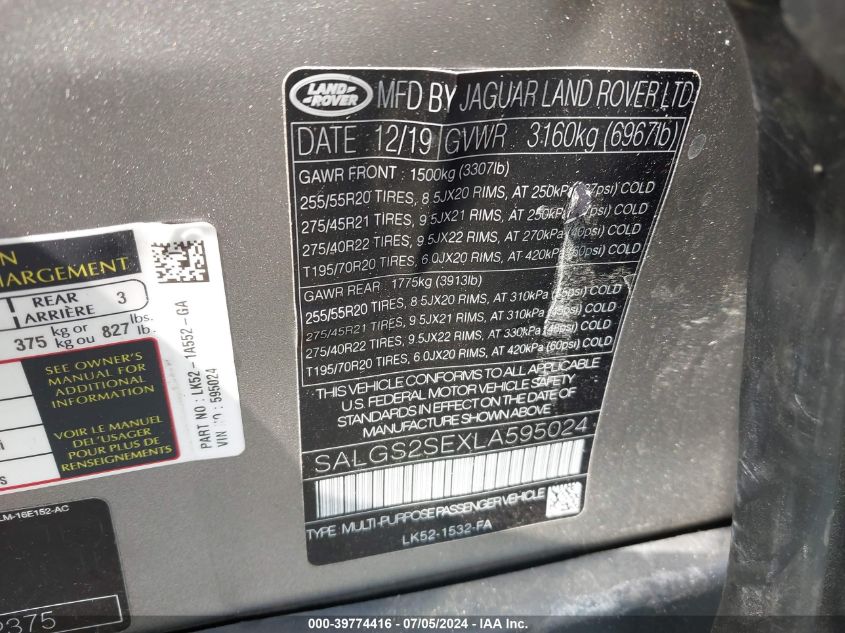 LAND ROVER
MFD BY JAGUAR LAND ROVER LTD
DATE 12/19 GVWR 3160kg (6967lb)
GAWR FRONT : 1500kg (3307lb)
255/55R20 TIRES, 8.5JX20 RIMS, AT 250kPa COLD
275/45R21 TIRES, 9.5JX21 RIMS, AT 250kPa COLD
275/40R22 TIRES, 9.5JX22 RIMS, AT 270kPa (40psi) COLD
T195/70R20 TIRES, 6.0JX20 RIMS, AT 420kPa (60psi) COLD
GAWR REAR : 1775kg (3913lb)
255/55R20 TIRES, 8.5JX20 RIMS, AT 310kPa (45psi) COLD
275/45R21 TIRES, 9.5JX21 RIMS, AT 310kPa (45psi) COLD
275/40R22 TIRES, 9.5JX22 RIMS, AT 330kPa (48psi) COLD
T195/70R20 TIRES, 6.0JX20 RIMS, AT 420kPa (60psi) COLD
THIS VEHICLE CONFORMS TO ALL APPLICABLE
U.S. FEDERAL MOTOR VEHICLE SAFETY
STANDARDS IN EFFECT ON THE DATE OF
MANUFACTURE SHOWN ABOVE
SALGS2SEXLA595024
TYPE : MULTI-PURPOSE PASSENGER VEHICLE
LK52-1532-FA
CHARGEMENT
REAR 3
ARRIÈRE
375 kg or 827 lbs.
kg ou lb.
SEE OWNER'S
MANUAL FOR
ADDITIONAL
INFORMATION
VOIR LE MANUEL
DE L'USAGER
POUR PLUS DE
RENSEIGNEMENTS
PART NO : LK52-1A552-GA
VIN NO : 595024
LM-16E152-AC
2375
000-39774416 - 07/05/2024 - IAA, Inc.